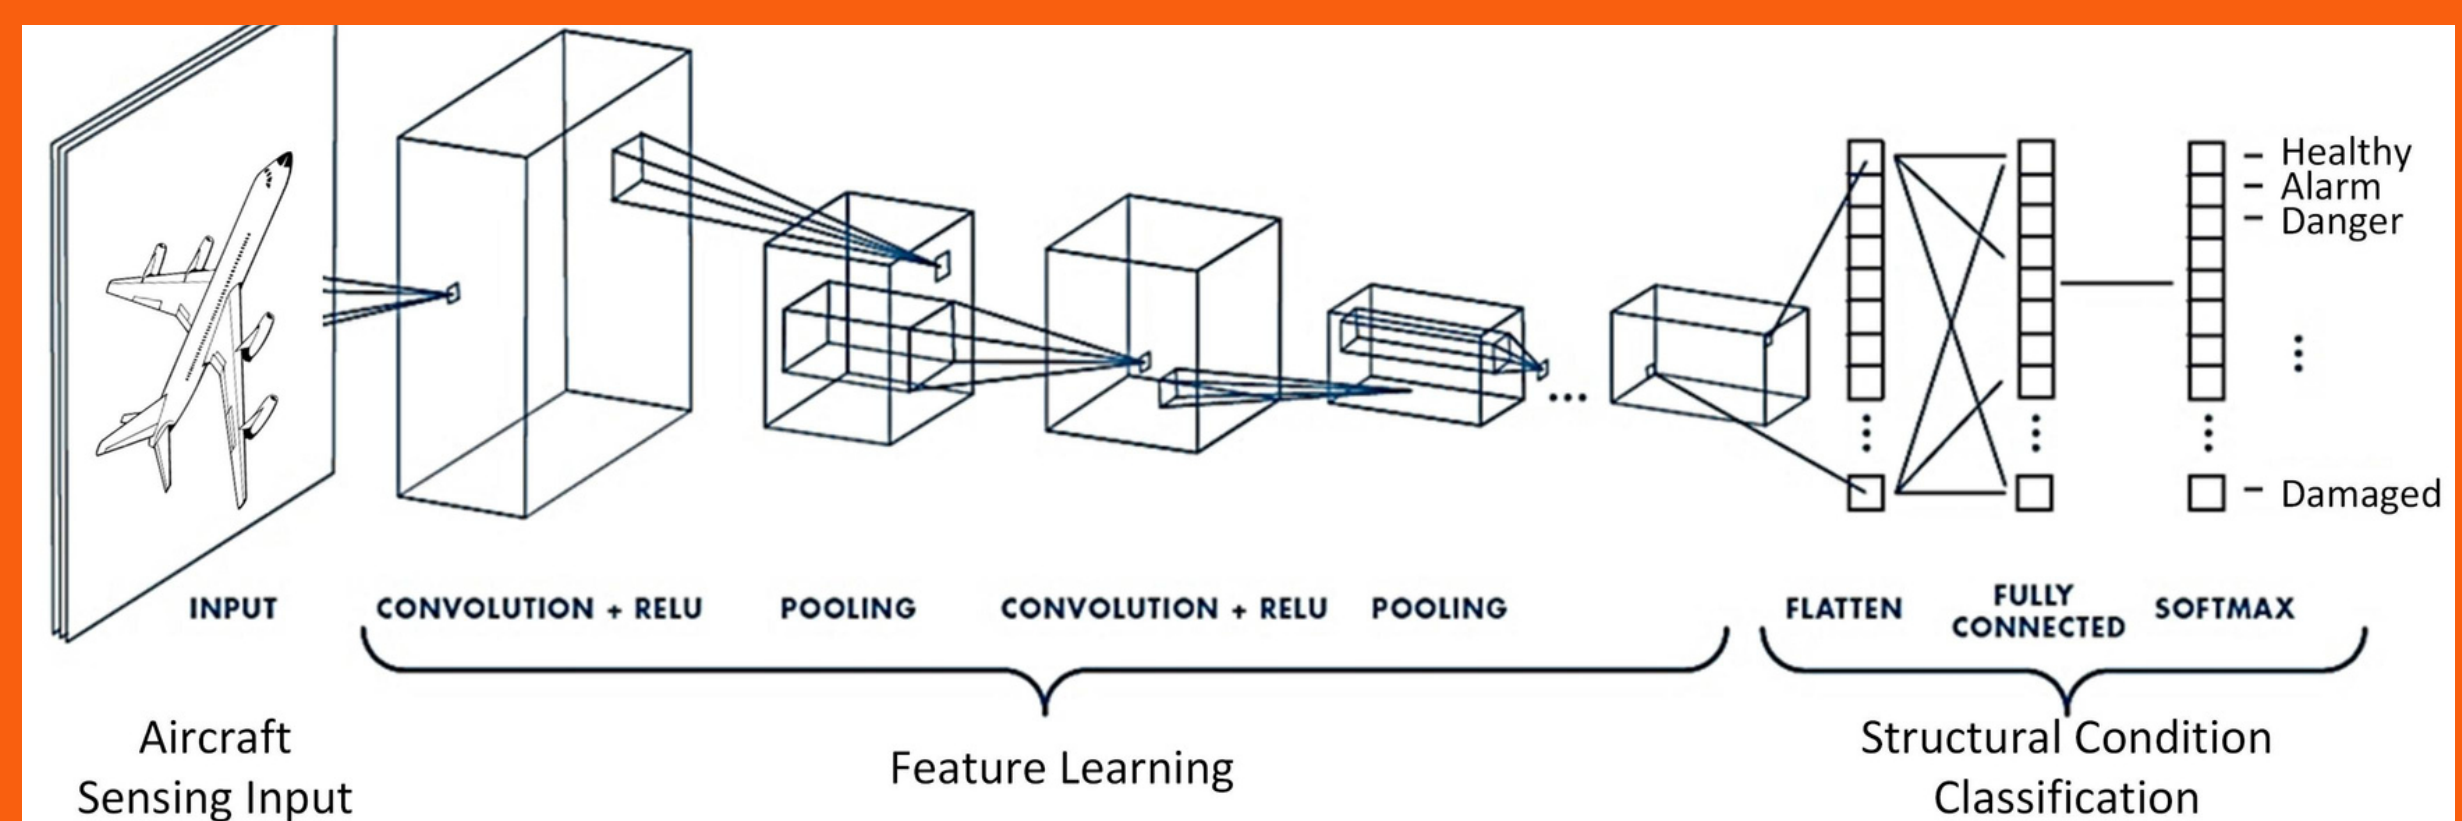 Healthy
Alarm
Danger
Damaged
INPUT
CONVOLUTION + RELU
POOLING
CONVOLUTION + RELU
POOLING
FLATTEN
FULLY
CONNECTED
SOFTMAX
Aircraft
Sensing Input
Feature Learning
Structural Condition
Classification